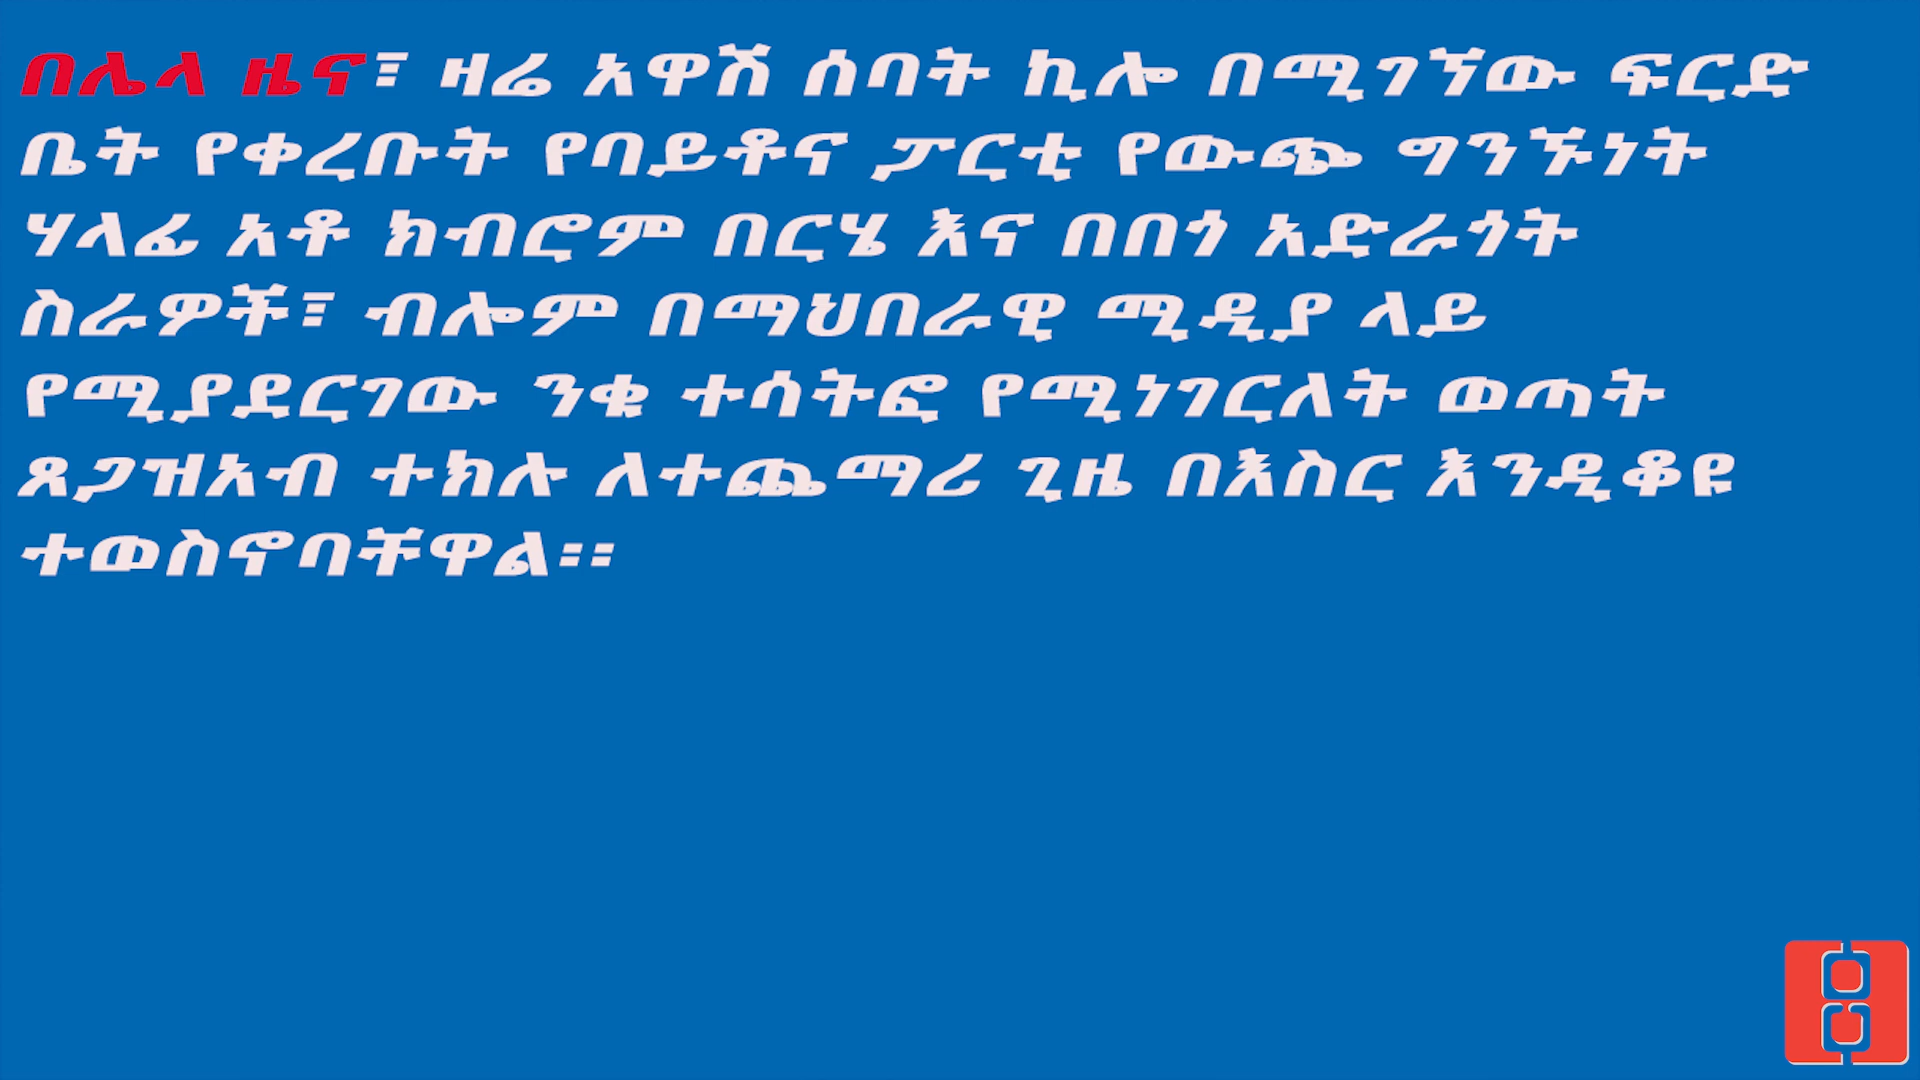 በሌላ ዜና፣ ዛሬ አዋሽ ሰባት ኪሎ በሚገኘው ፍርድ
ቤት የቀረቡት የባይቶና ፓርቲ የውጭ ግንኙነት
ሃላፊ አቶ ክብሮም በርሄ እና በበጎ አድራጎት
ስራዎች፣ ብሎም በማህበራዊ ሚዲያ ላይ
የሚያደርገው ንቁ ተሳትፎ የሚነገርለት ወጣት
ጸጋዝአብ ተክሉ ለተጨማሪ ጊዜ በእስር እንዲቆዩ
ተወስኖባቸዋል፡፡